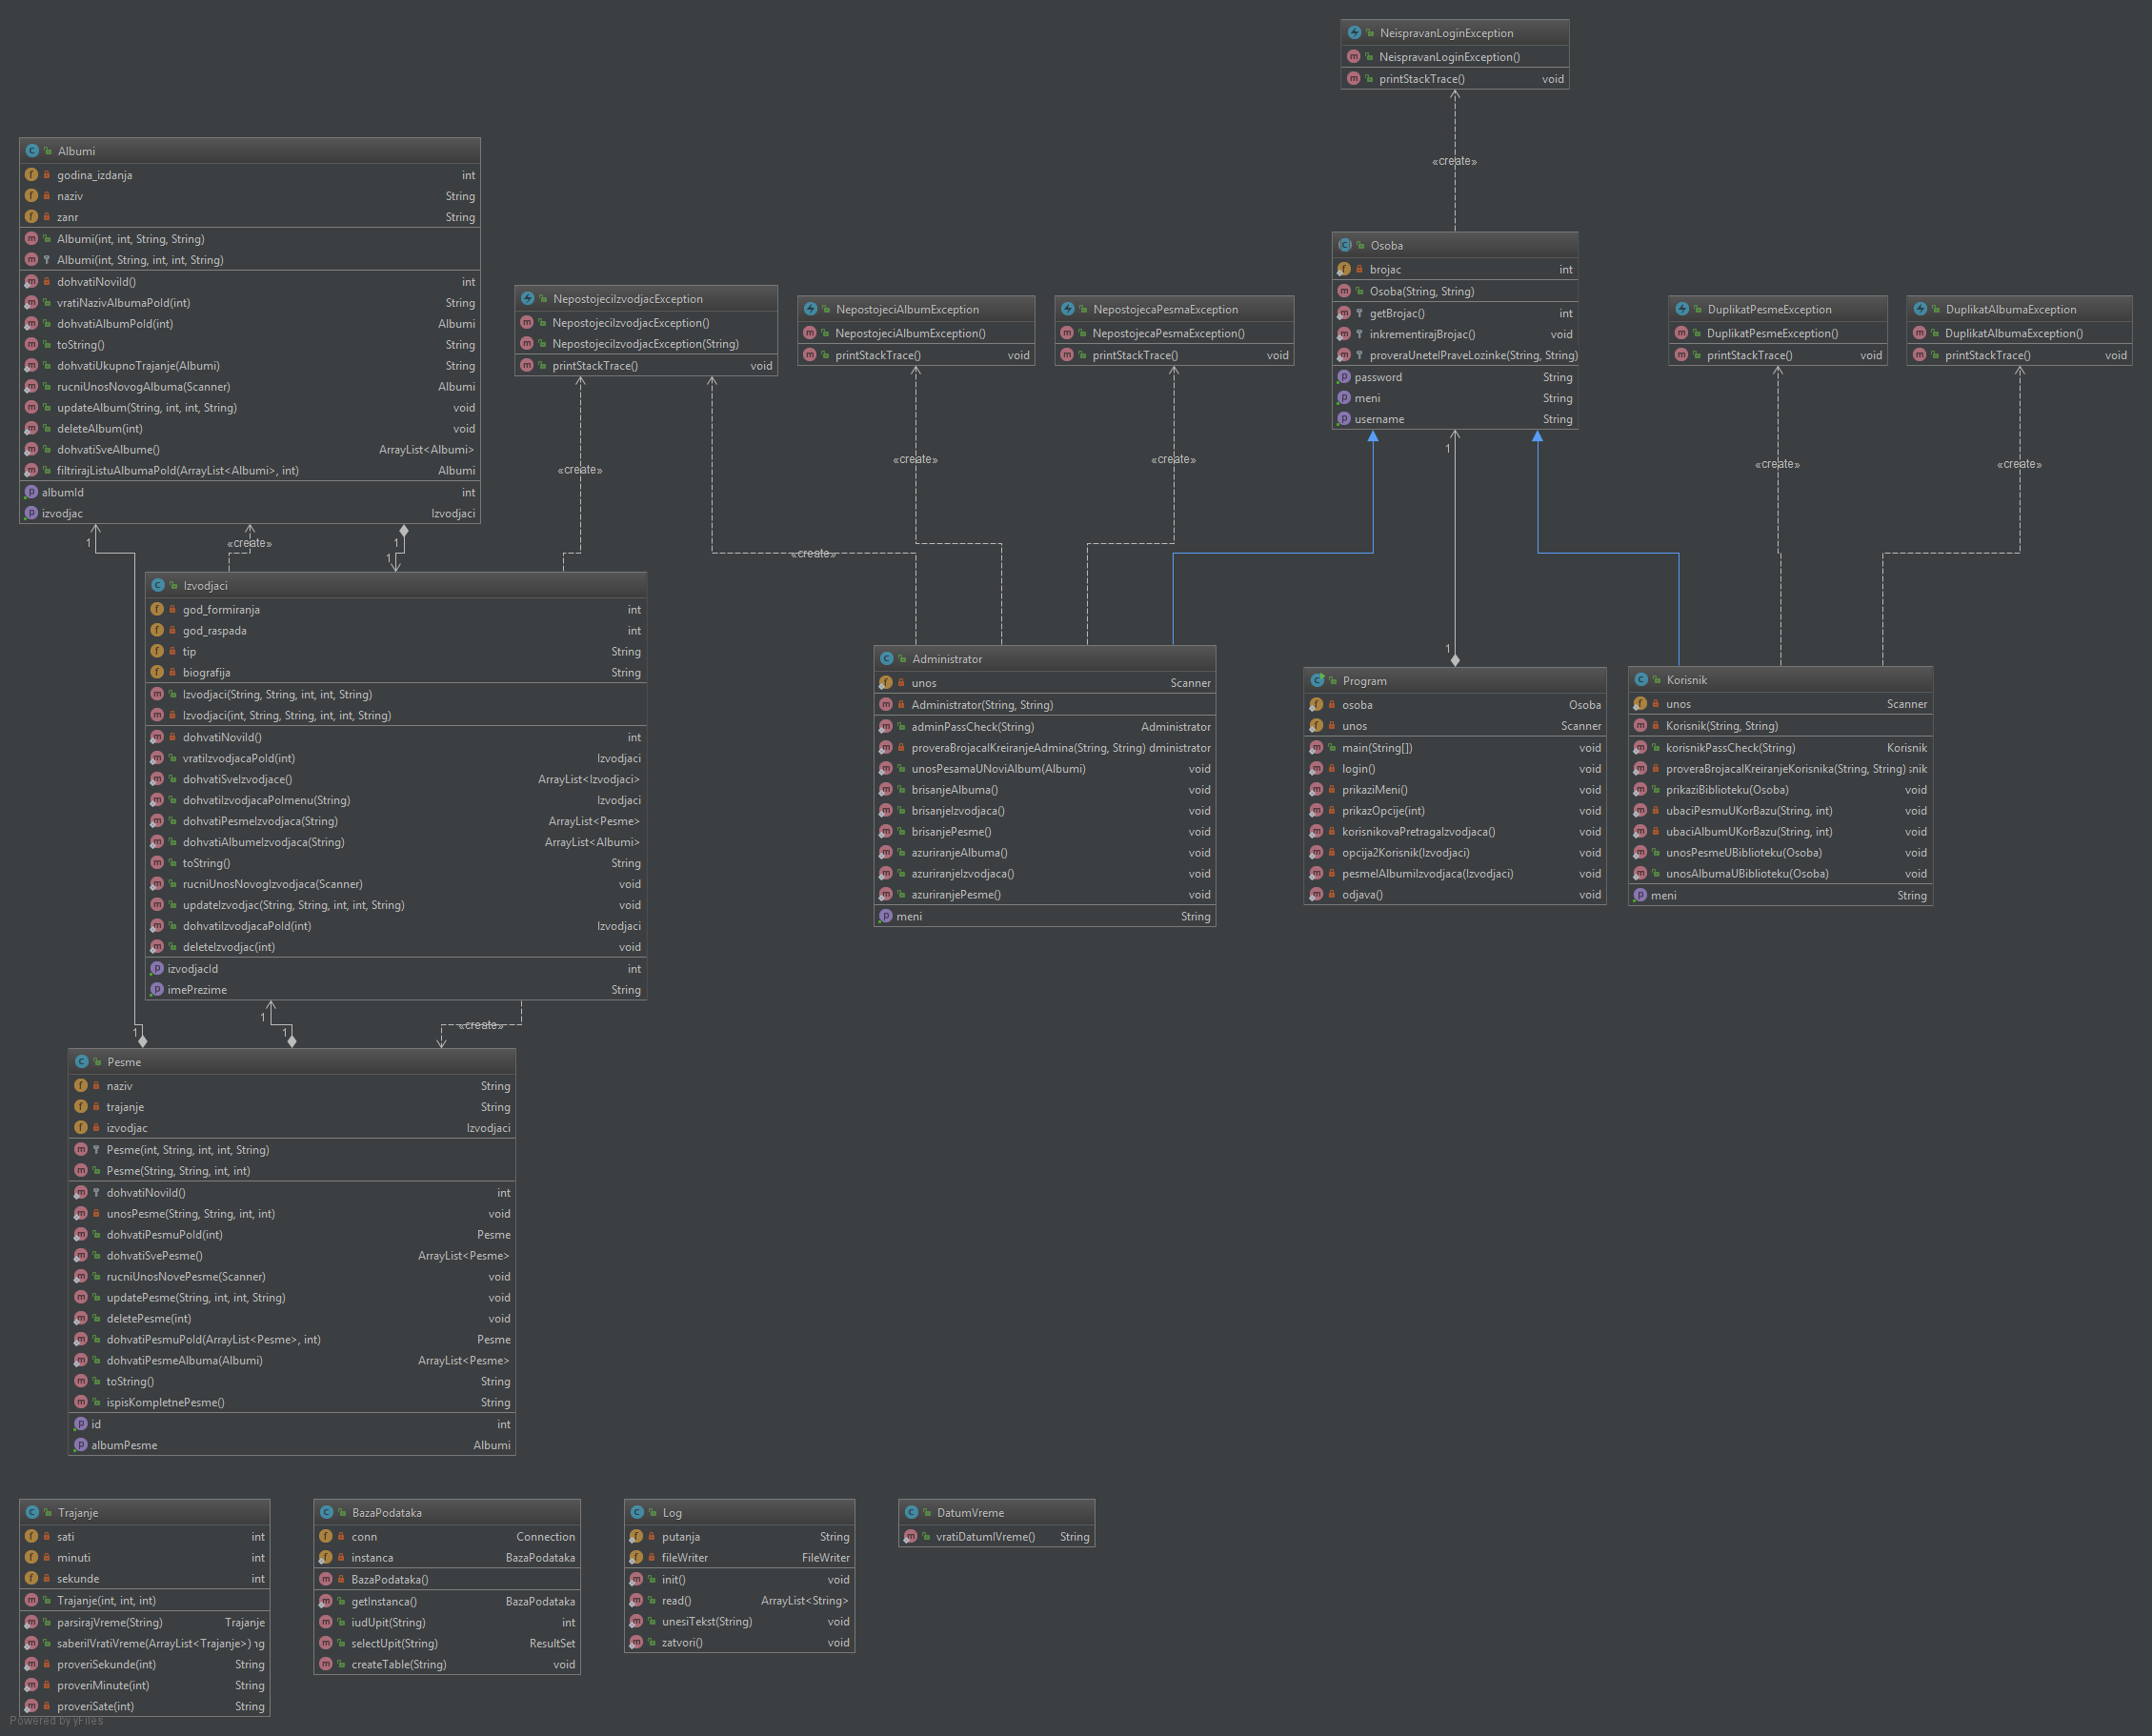 NeispravanLoginException
NeispravanLoginException()
printStackTrace() void
«create»
Albumi
godina_izdanja int
naziv String
zanr String
Albumi(int, int, String, String)
Albumi(int, String, int, int, String)
dohvatiNoviId() int
vratiNazivAlbumaPoId(int) String
dohvatiAlbumPoId(int) Albumi
toString() String
dohvatiUkupnoTrajanje(Albumi) String
rucniUnosNovogAlbuma(Scanner) Albumi
updateAlbum(String, int, int, String) void
deleteAlbum(int) void
dohvatiSveAlbume() ArrayList<Albumi>
filtrirajListuAlbumaPoId(ArrayList<Albumi>, int) Albumi
albumId int
izvodjac Izvodjaci
NepostojeciIzvodjacException
NepostojeciIzvodjacException()
NepostojeciIzvodjacException(String)
printStackTrace() void
NepostojeciAlbumException
NepostojeciAlbumException()
printStackTrace() void
NepostojecaPesmaException
NepostojecaPesmaException()
printStackTrace() void
Osoba
brojac int
Osoba(String, String)
getBrojac() int
inkrementirajBrojac() void
proveraUneteIPraveLozinke(String, String)
password String
meni String
username String
DuplikatPesmeException
DuplikatPesmeException()
printStackTrace() void
DuplikatAlbumaException
DuplikatAlbumaException()
printStackTrace() void
«create»
«create»
«create»
«create»
«create»
1
1
1
1
«create»
1
«create»
Izvodjaci
god_formiranja int
god_raspada int
tip String
biografija String
Izvodjaci(String, String, int, int, String)
Izvodjaci(int, String, String, int, int, String)
dohvatiNoviId() int
vratiIzvodjacaPoId(int) Izvodjaci
dohvatiSveIzvodjace() ArrayList<Izvodjaci>
dohvatiIzvodjacaPoImenu(String) Izvodjaci
dohvatiPesmeIzvodjaca(String) ArrayList<Pesme>
dohvatiAlbumeIzvodjaca(String) ArrayList<Albumi>
toString() String
rucniUnosNovogIzvodjaca(Scanner) void
updateIzvodjac(String, String, int, int, String) void
dohvatiIzvodjacaPoId(int) Izvodjaci
deleteIzvodjac(int) void
izvodjacId int
imePrezime String
Administrator
unos Scanner
Administrator(String, String)
adminPassCheck(String) Administrator
proveraBrojacaIKreiranjeAdmina(String, String) dministrator
unosPesamaUNoviAlbum(Albumi) void
brisanjeAlbuma() void
brisanjeIzvodjaca() void
brisanjePesme() void
azuriranjeAlbuma() void
azuriranjeIzvodjaca() void
azuriranjePesme() void
meni String
1
Program
osoba Osoba
unos Scanner
main(String[]) void
login() void
prikaziMeni() void
prikazOpcije(int) void
korisnikovaPretragaIzvodjaca() void
opcija2Korisnik(Izvodjaci) void
pesmeIAlbumiIzvodjaca(Izvodjaci) void
odjava() void
Korisnik
unos Scanner
Korisnik(String, String)
korisnikPassCheck(String) Korisnik
proveraBrojacaIKreiranjeKorisnika(String, String) snik
prikaziBiblioteku(Osoba) void
ubaciPesmuUKorBazu(String, int) void
ubaciAlbumUKorBazu(String, int) void
unosPesmeUBiblioteku(Osoba) void
unosAlbumaUBiblioteku(Osoba) void
meni String
1
1
1
«create»
Pesme
naziv String
trajanje String
izvodjac Izvodjaci
Pesme(int, String, int, int, String)
Pesme(String, String, int, int)
dohvatiNoviId() int
unosPesme(String, String, int, int) void
dohvatiPesmuPoId(int) Pesme
dohvatiSvePesme() ArrayList<Pesme>
rucniUnosNovePesme(Scanner) void
updatePesme(String, int, int, String) void
deletePesme(int) void
dohvatiPesmuPoId(ArrayList<Pesme>, int) Pesme
dohvatiPesmeAlbuma(Albumi) ArrayList<Pesme>
toString() String
ispisKompletnePesme() String
id int
albumPesme Albumi
Trajanje
sati int
minuti int
sekunde int
Trajanje(int, int, int)
parsirajVreme(String) Trajanje
saberiIVratiVreme(ArrayList<Trajanje>) ng
proveriSekunde(int) String
proveriMinute(int) String
proveriSate(int) String
BazaPodataka
conn Connection
instanca BazaPodataka
BazaPodataka()
getInstanca() BazaPodataka
iudUpit(String) int
selectUpit(String) ResultSet
createTable(String) void
Log
putanja String
fileWriter FileWriter
init() void
read() ArrayList<String>
unesiTekst(String) void
zatvori() void
DatumVreme
vratiDatumIVreme() String
Powered by yFiles